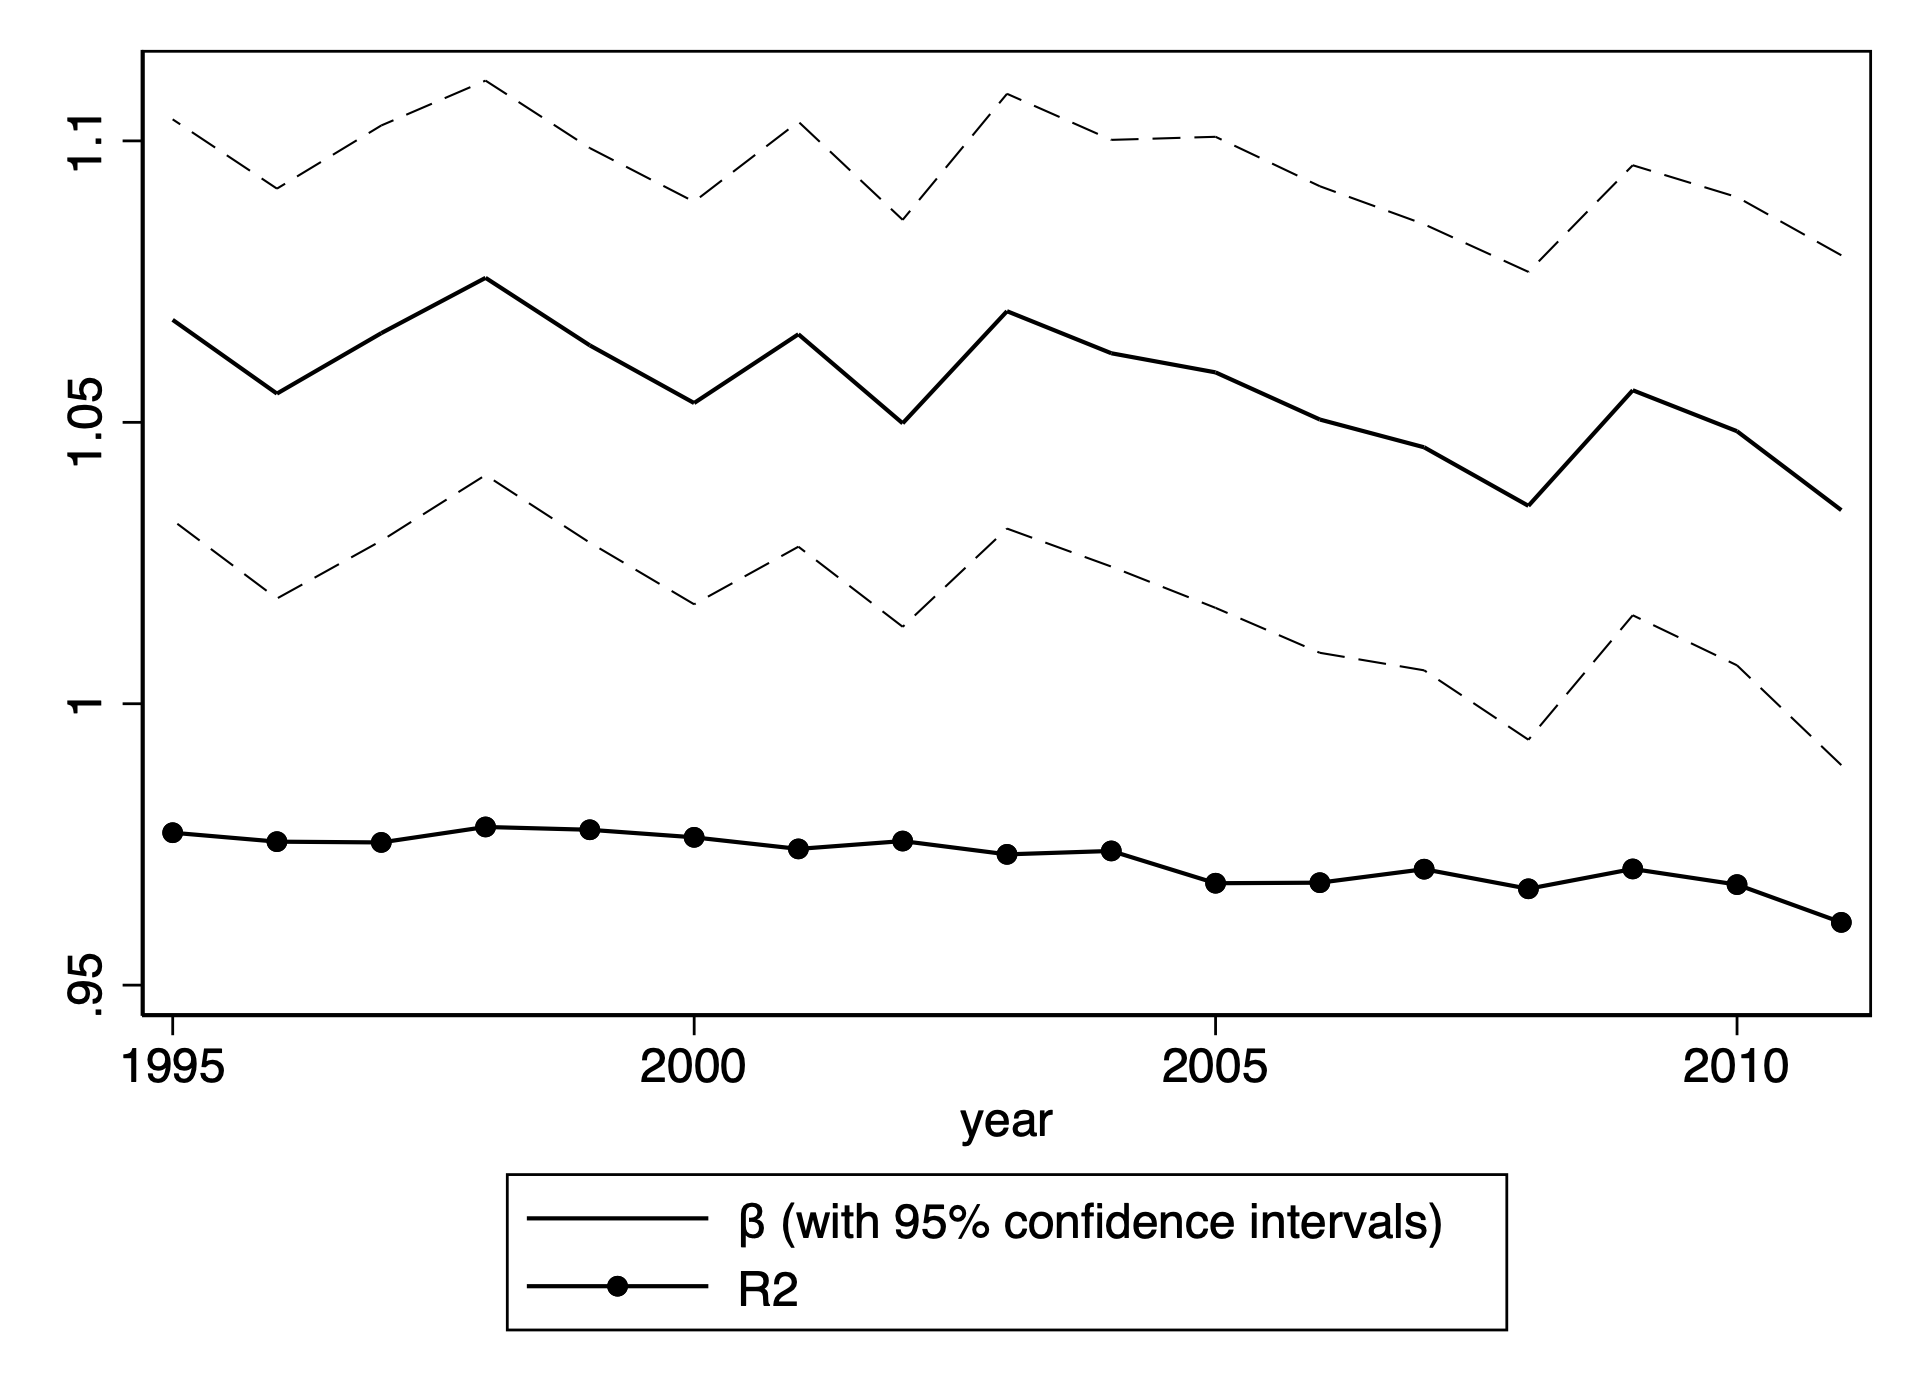 1.1
1.05
1
.95
1995 2000 2005 2010
year
β (with 95% confidence intervals)
R2